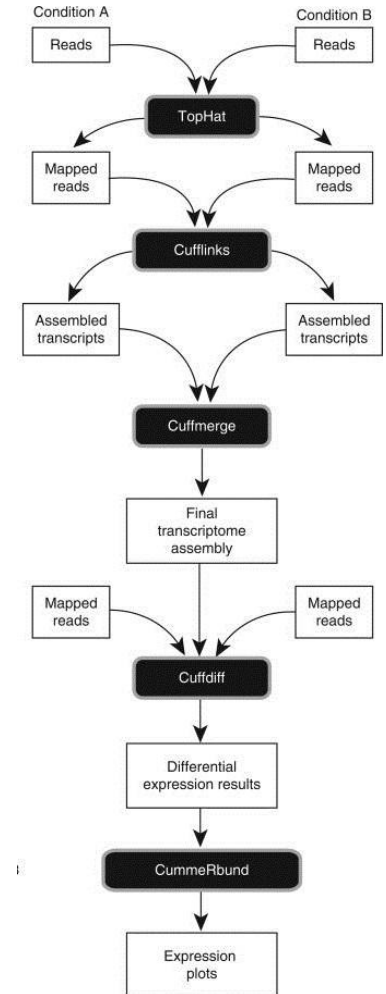 Condition A
Condition B
Reads
Reads
TopHat
Mapped
reads
Mapped
reads
Cufflinks
Assembled
transcripts
Assembled
transcripts
Cuffmerge
Final
transcriptome
assembly
Mapped
reads
Mapped
reads
Cuffdiff
Differential
expression results
CummeRbund
Expression
plots